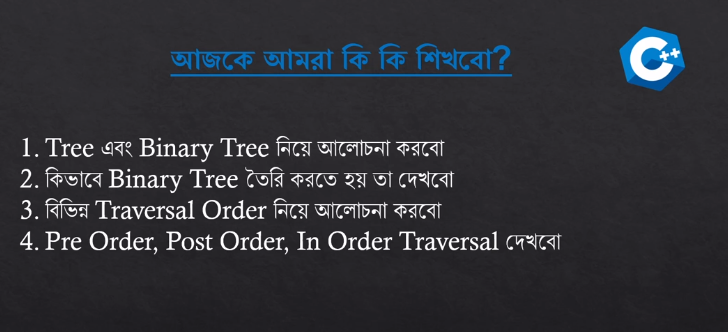 আজকে আমরা কি কি শিখবো?
C++
1. Tree এবং Binary Tree নিয়ে আলোচনা করবো
2. কিভাবে Binary Tree তৈরি করতে হয় তা দেখবো
3. বিভিন্ন Traversal Order নিয়ে আলোচনা করবো
4. Pre Order, Post Order, In Order Traversal দেখবো